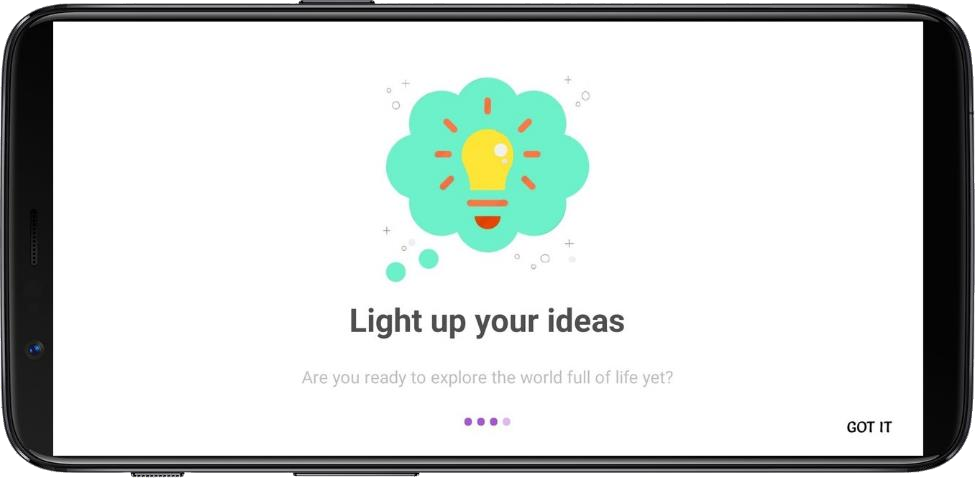 Light up your ideas
Are you ready to explore the world full of life yet?
GOT IT